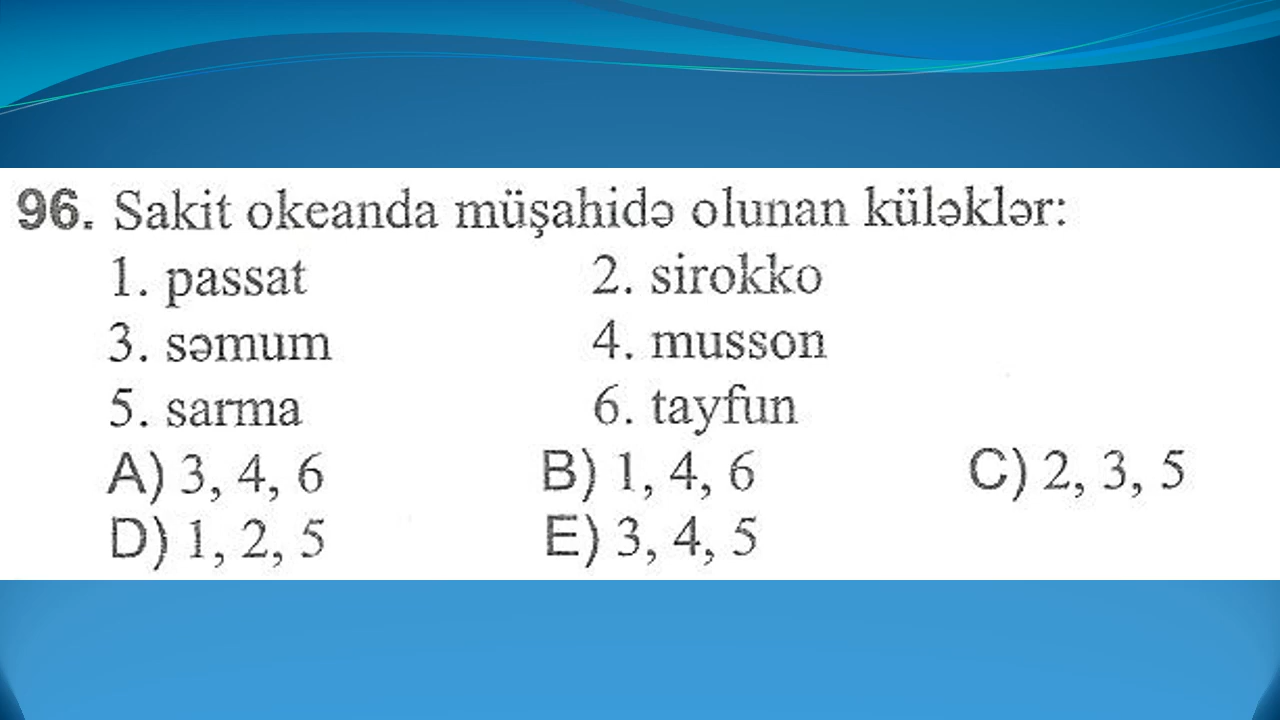 96. Sakit okeanda müşahidə olunan küləklər:
1. passat 2. sirokko
3. səmum 4. musson
5. sarma 6. tayfun
A) 3, 4, 6 B) 1, 4, 6 C) 2, 3, 5
D) 1, 2, 5 E) 3, 4, 5